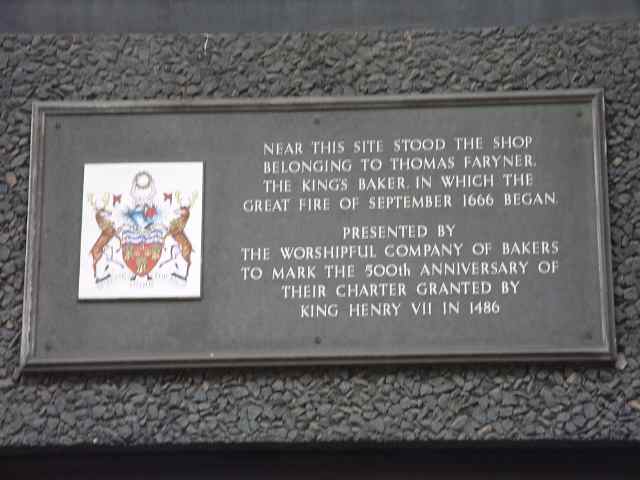 NEAR THIS SITE STOOD THE SHOP
BELONGING TO THOMAS FARYNER,
THE KING'S BAKER, IN WHICH THE
GREAT FIRE OF SEPTEMBER 1666 BEGAN.
PRESENTED BY
THE WORSHIPFUL COMPANY OF BAKERS
TO MARK THE 500th ANNIVERSARY OF
THEIR CHARTER GRANTED BY
KING HENRY VII IN 1486